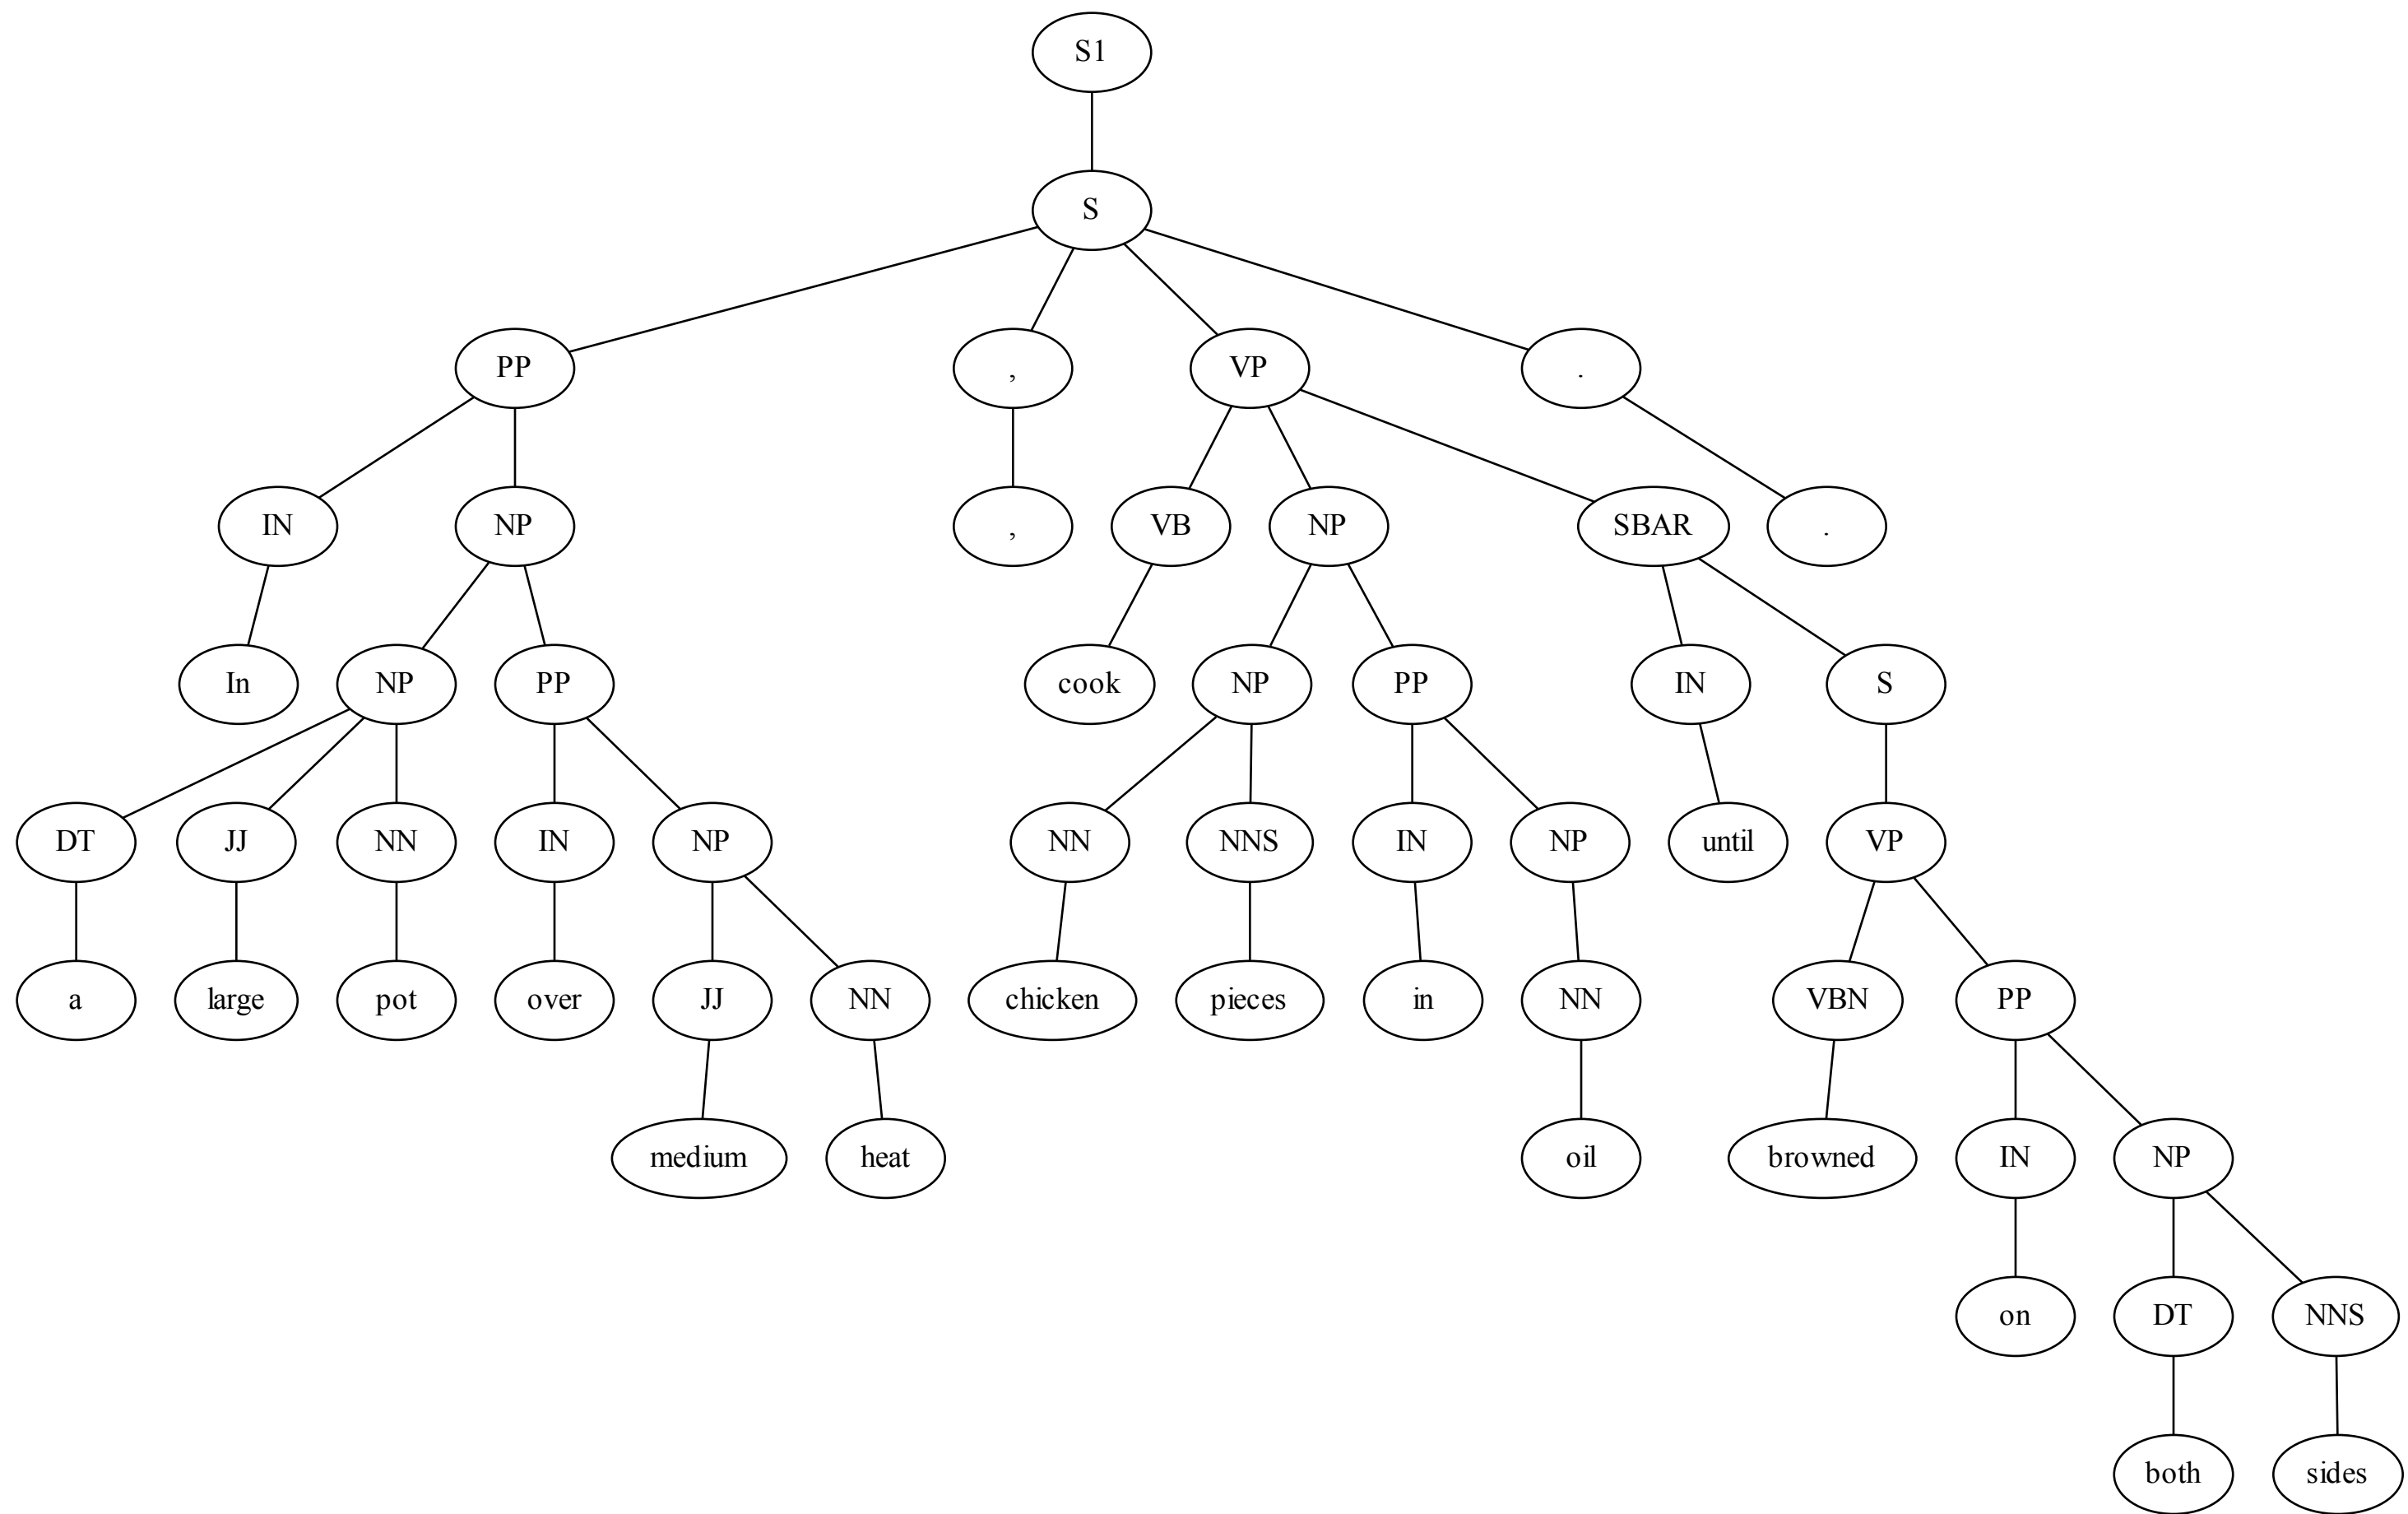 S1
S
PP , VP .
IN NP , VB NP SBAR .
In NP PP cook NP PP IN S
DT JJ NN IN NP NN NNS IN NP until VP
a large pot over JJ NN chicken pieces in NN VBN PP
medium heat oil browned IN NP
on DT NNS
both sides